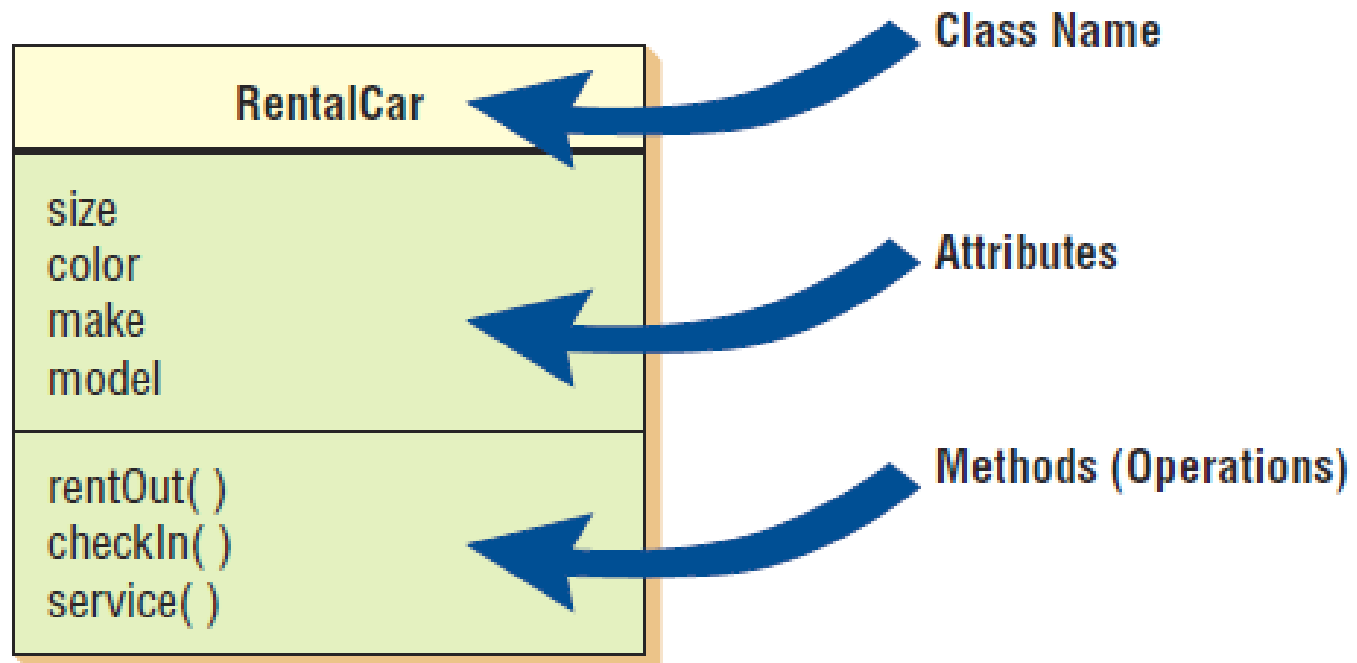 Class Name
RentalCar
size
color
make
model
Attributes
rentOut( )
checkIn( )
service( )
Methods (Operations)